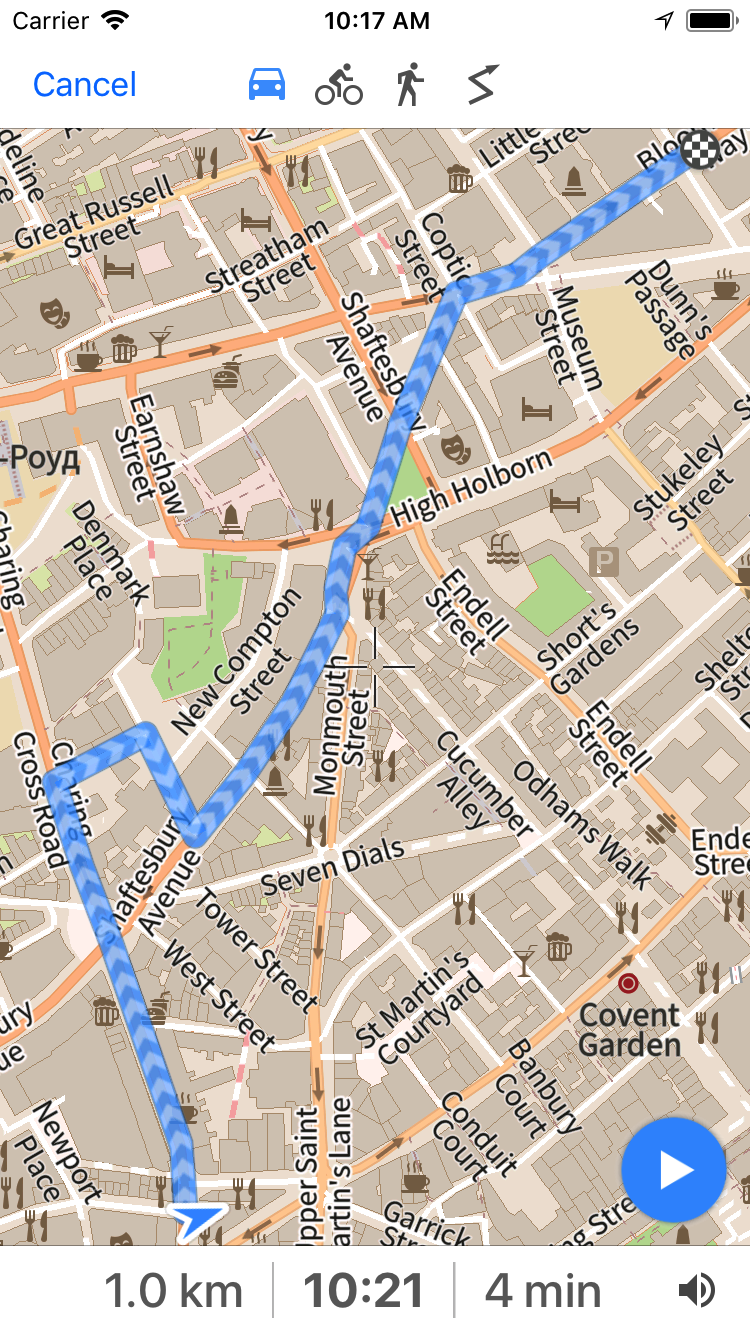 Carrier
10:17 AM
Cancel
Little
Great Russell
Street
Streatham
Street
Coptic
Street
Dunn's
Passage
Museum
Street
Shaftesbury
Avenue
Earnshaw
Street
-Роуд
High Holborn
Stukeley
Street
Denmark
Place
Charing
P
Endell
Street
Short's
Gardens
New Compton
Street
Monmouth
Street
Endell
Street
Charing
Cross Road
Cucumber
Alley
Odhams Walk
Shaftesbury
Avenue
Seven Dials
Tower Street
West Street
St Martin's
Courtyard
Covent
Garden
Banbury
Court
Conduit
Court
Newport
Place
Upper Saint
Martin's Lane
Garrick
1.0 km
10:21
4 min